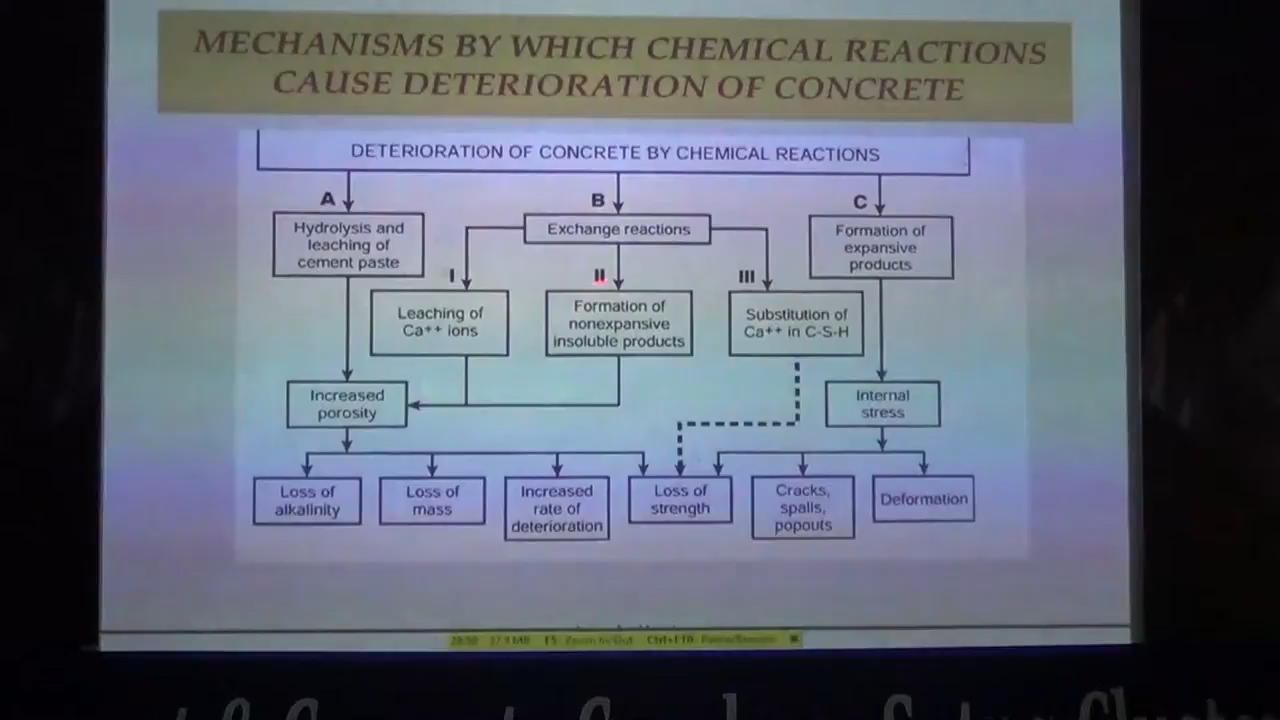 MECHANISMS BY WHICH CHEMICAL REACTIONS
CAUSE DETERIORATION OF CONCRETE
DETERIORATION OF CONCRETE BY CHEMICAL REACTIONS
A
B
C
Hydrolysis and
leaching of
cement paste
Exchange reactions
Formation of
expansive
products
I
II
III
Leaching of
Ca++ ions
Formation of
nonexpansive
insoluble products
Substitution of
Ca++ in C-S-H
Increased
porosity
Internal
stress
Loss of
alkalinity
Loss of
mass
Increased
rate of
deterioration
Loss of
strength
Cracks,
spalls,
popouts
Deformation